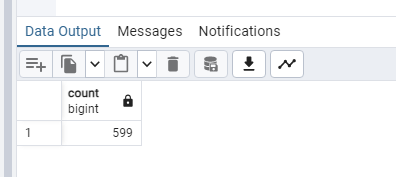 Data Output Messages Notifications
count
bigint
1 599